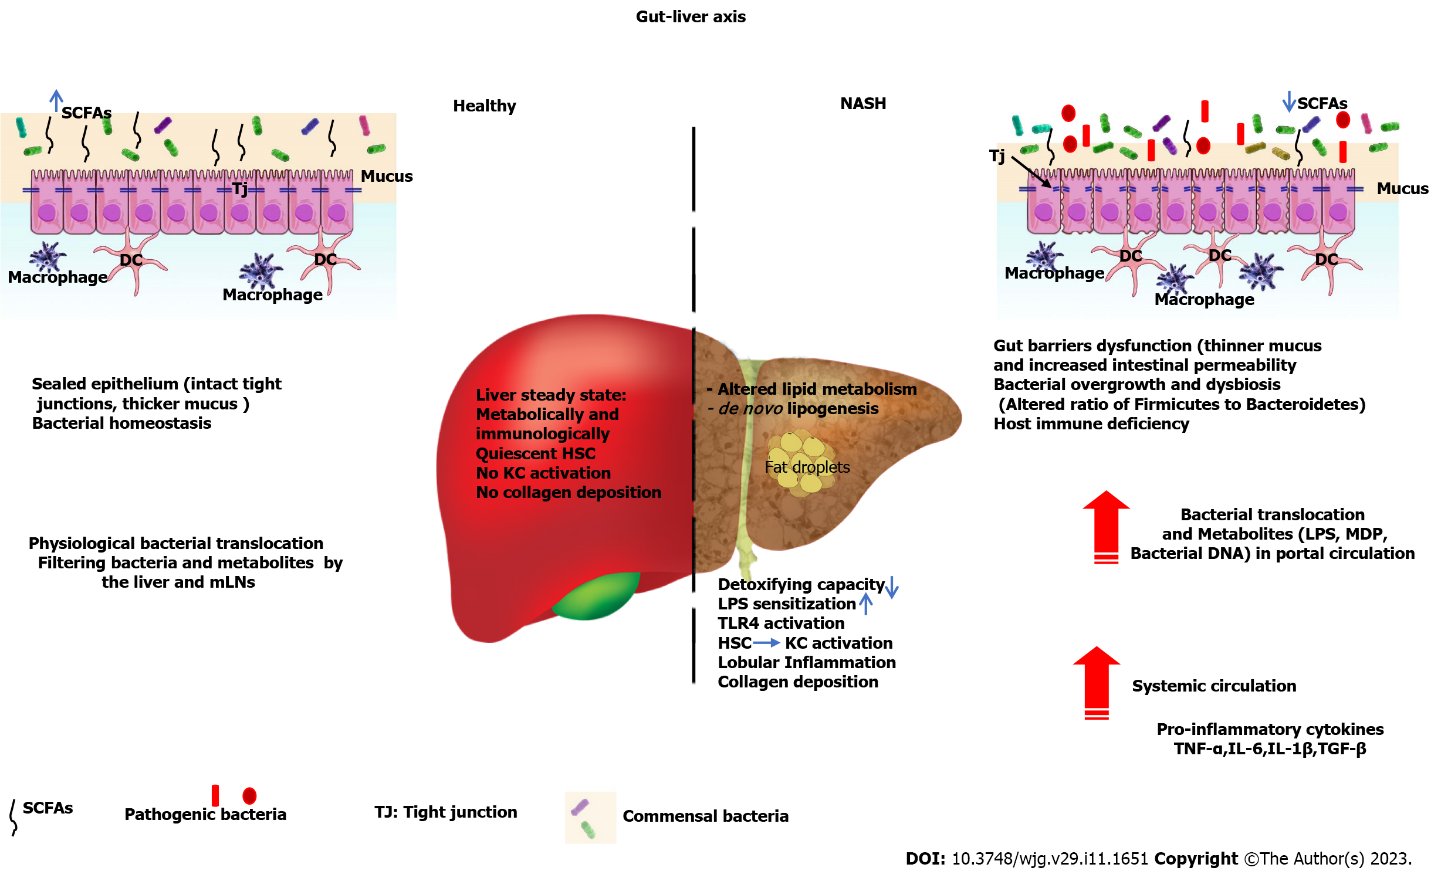 Gut-liver axis
Healthy
NASH
SCFAs
Tj
Mucus
DC
DC
Macrophage
Macrophage
Sealed epithelium (intact tight
junctions, thicker mucus )
Bacterial homeostasis
Physiological bacterial translocation
Filtering bacteria and metabolites by
the liver and mLNs
Liver steady state:
Metabolically and
immunologically
Quiescent HSC
No KC activation
No collagen deposition
- Altered lipid metabolism
- de novo lipogenesis
Fat droplets
Detoxifying capacity
LPS sensitization
TLR4 activation
HSC → KC activation
Lobular Inflammation
Collagen deposition
SCFAs
Tj
Mucus
DC
DC
DC
Macrophage
Macrophage
Gut barriers dysfunction (thinner mucus
and increased intestinal permeability
Bacterial overgrowth and dysbiosis
(Altered ratio of Firmicutes to Bacteroidetes)
Host immune deficiency
Bacterial translocation
and Metabolites (LPS, MDP,
Bacterial DNA) in portal circulation
Systemic circulation
Pro-inflammatory cytokines
TNF-α,IL-6,IL-1β,TGF-β
SCFAs
Pathogenic bacteria
TJ: Tight junction
Commensal bacteria
DOI: 10.3748/wjg.v29.i11.1651 Copyright ©The Author(s) 2023.